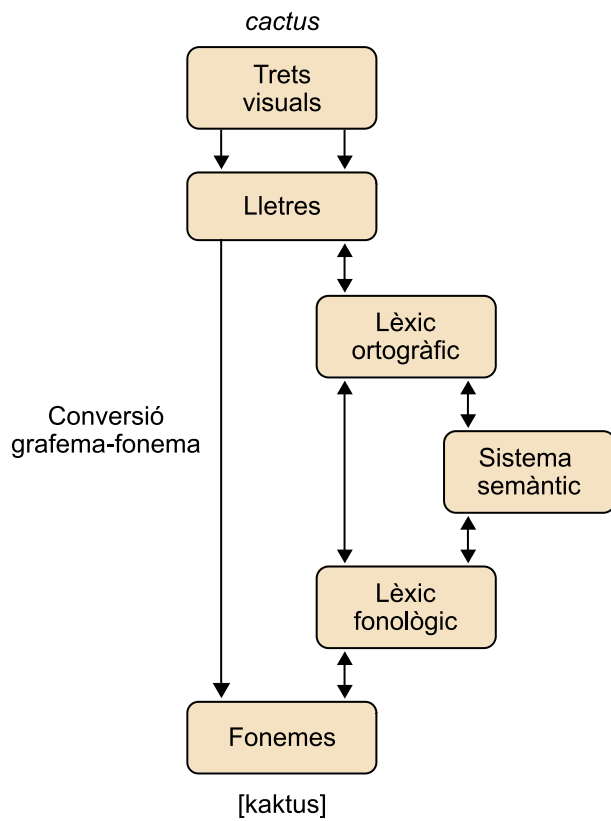 cactus
Trets
visuals
Lletres
Lèxic
ortogràfic
Conversió
grafema-fonema
Sistema
semàntic
Lèxic
fonològic
Fonemes
[kaktus]